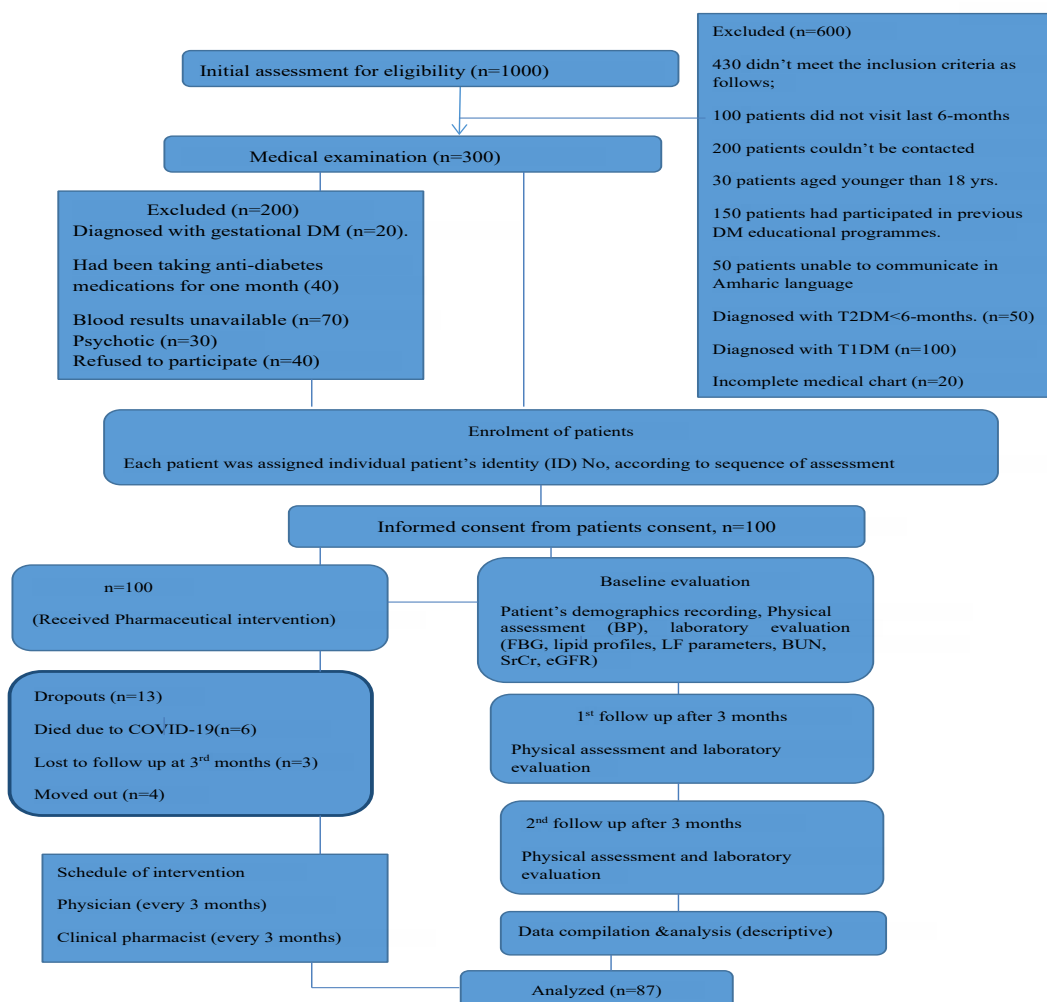 Initial assessment for eligibility (n=1000)
Excluded (n=600)
430 didn’t meet the inclusion criteria as
follows;
100 patients did not visit last 6-months
200 patients couldn’t be contacted
30 patients aged younger than 18 yrs.
150 patients had participated in previous
DM educational programmes.
50 patients unable to communicate in
Amharic language
Diagnosed with T2DM<6-months. (n=50)
Diagnosed with T1DM (n=100)
Incomplete medical chart (n=20)
Medical examination (n=300)
Excluded (n=200)
Diagnosed with gestational DM (n=20).
Had been taking anti-diabetes
medications for one month (40)
Blood results unavailable (n=70)
Psychotic (n=30)
Refused to participate (n=40)
Enrolment of patients
Each patient was assigned individual patient’s identity (ID) No, according to sequence of assessment
Informed consent from patients consent, n=100
n=100
(Received Pharmaceutical intervention)
Baseline evaluation
Patient’s demographics recording, Physical
assessment (BP), laboratory evaluation
(FBG, lipid profiles, LF parameters, BUN,
SrCr, eGFR)
Dropouts (n=13)
Died due to COVID-19(n=6)
Lost to follow up at 3rd months (n=3)
Moved out (n=4)
1st follow up after 3 months
Physical assessment and laboratory
evaluation
2nd follow up after 3 months
Physical assessment and laboratory
evaluation
Schedule of intervention
Physician (every 3 months)
Clinical pharmacist (every 3 months)
Data compilation &analysis (descriptive)
Analyzed (n=87)